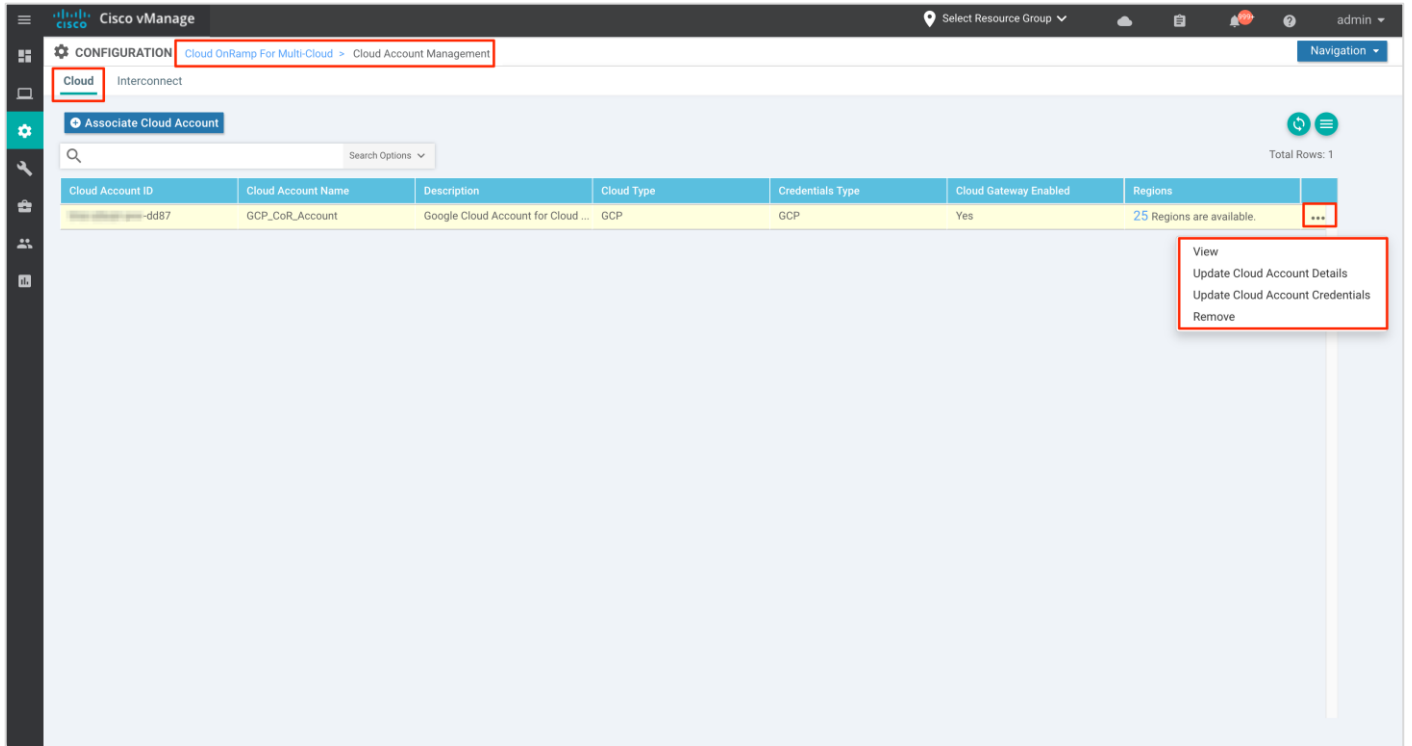 cisco Cisco vManage Select Resource Group 999+ admin
CONFIGURATION Cloud OnRamp For Multi-Cloud > Cloud Account Management Navigation
Cloud Interconnect
Associate Cloud Account
Search Options Total Rows: 1
Cloud Account ID Cloud Account Name Description Cloud Type Credentials Type Cloud Gateway Enabled Regions
-dd87 GCP_CoR_Account Google Cloud Account for Cloud ... GCP GCP Yes 25 Regions are available. ...
View
Update Cloud Account Details
Update Cloud Account Credentials
Remove